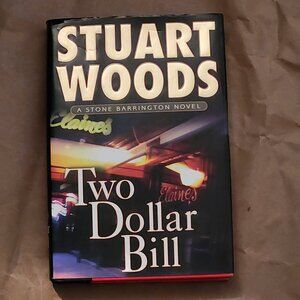 STUART
WOODS
A STONE BARRINGTON NOVEL
Elaine's
Two
Elaine's
Dollar
Bill